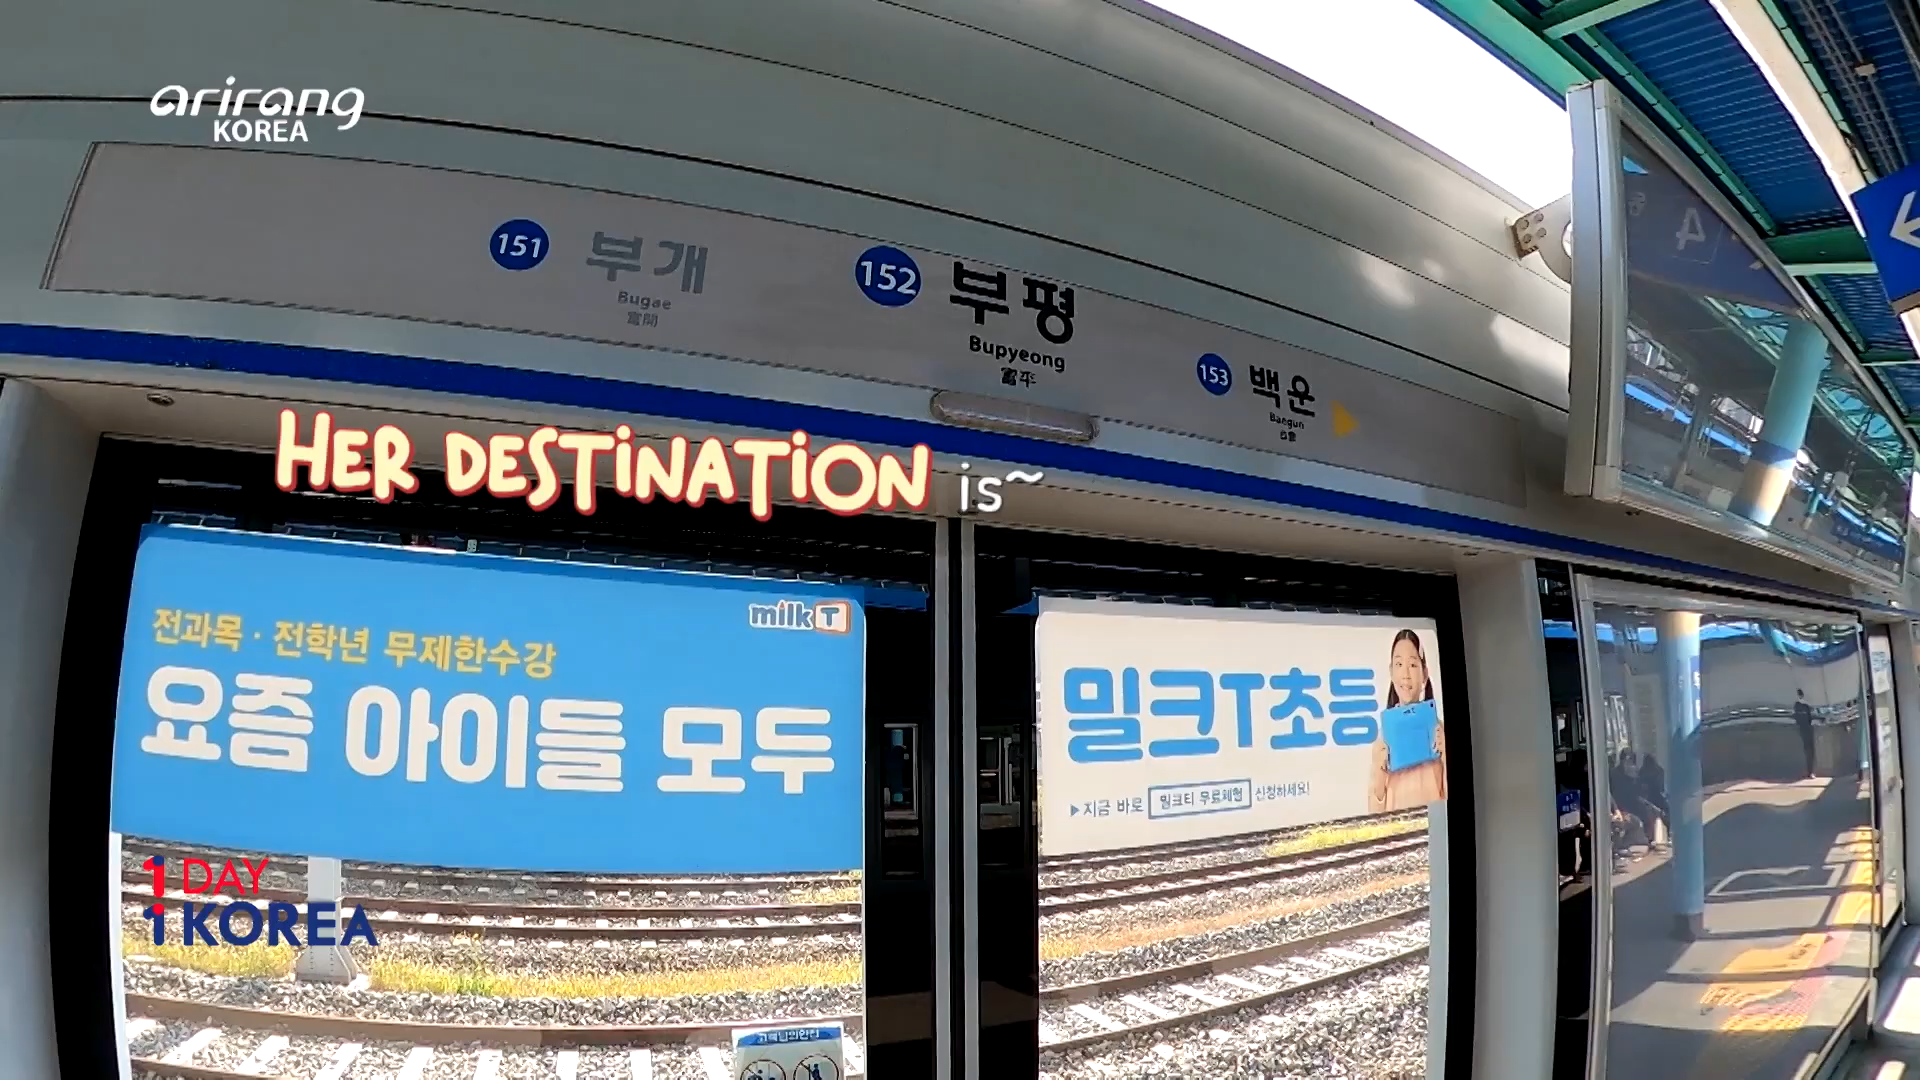 arirang
KOREA
151 부개
Bugae
152 부평
Bupyeong
富平
153 백운
Baegun
4
HER DESTINATION is~
milk T
전과목 · 전학년 무제한수강
요즘 아이들 모두
밀크T초등
▶지금 바로 밀크티 무료체험 신청하세요!
1 DAY
1 KOREA